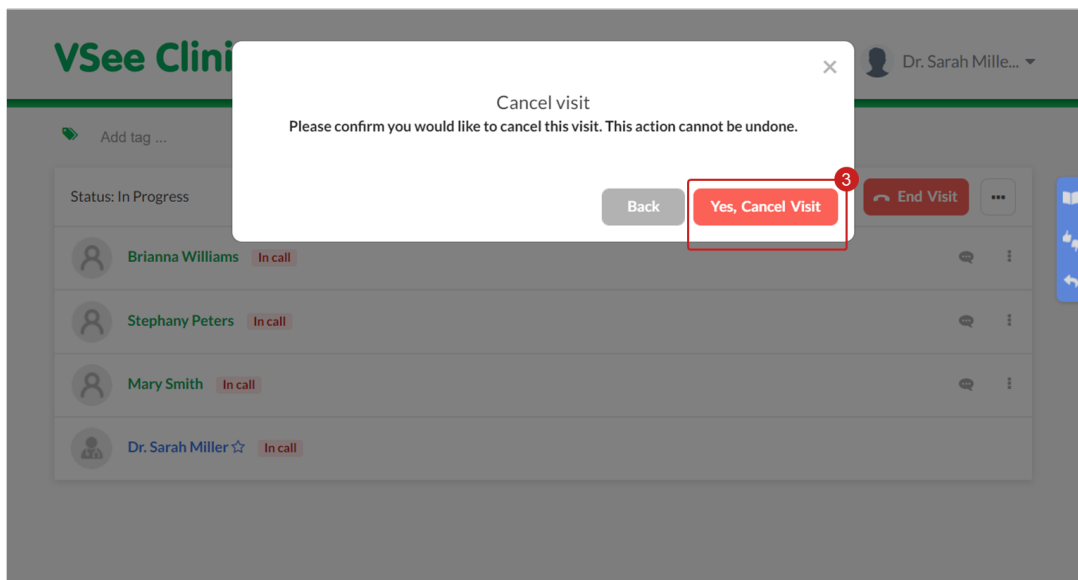 VSee Clini
Dr. Sarah Mille...
Cancel visit
Please confirm you would like to cancel this visit. This action cannot be undone.
Add tag ...
3
Status: In Progress
Back
Yes, Cancel Visit
End Visit
Brianna Williams In call
Stephany Peters In call
Mary Smith In call
Dr. Sarah Miller In call